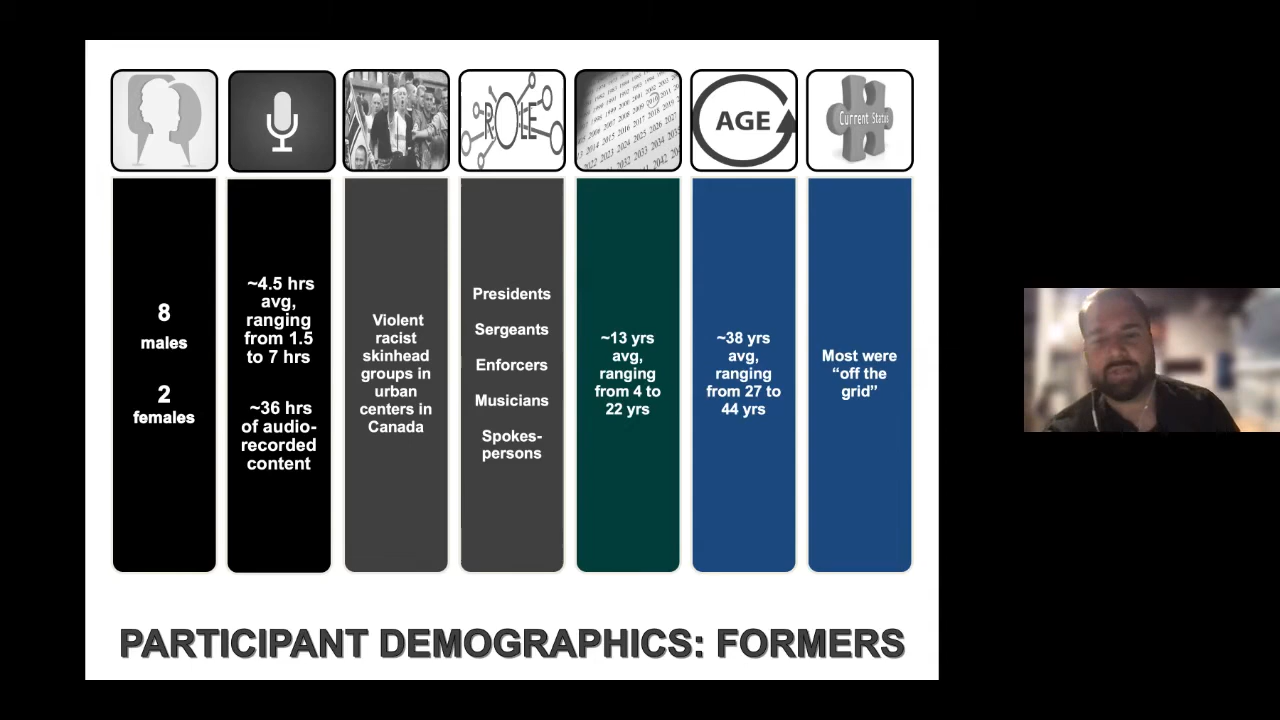 ROLE
AGE
Current Status
8
males
2
females
~4.5 hrs
avg,
ranging
from 1.5
to 7 hrs
~36 hrs
of audio-
recorded
content
Violent
racist
skinhead
groups in
urban
centers in
Canada
Presidents
Sergeants
Enforcers
Musicians
Spokes-
persons
~13 yrs
avg,
ranging
from 4 to
22 yrs
~38 yrs
avg,
ranging
from 27 to
44 yrs
Most were
“off the
grid”
PARTICIPANT DEMOGRAPHICS: FORMERS